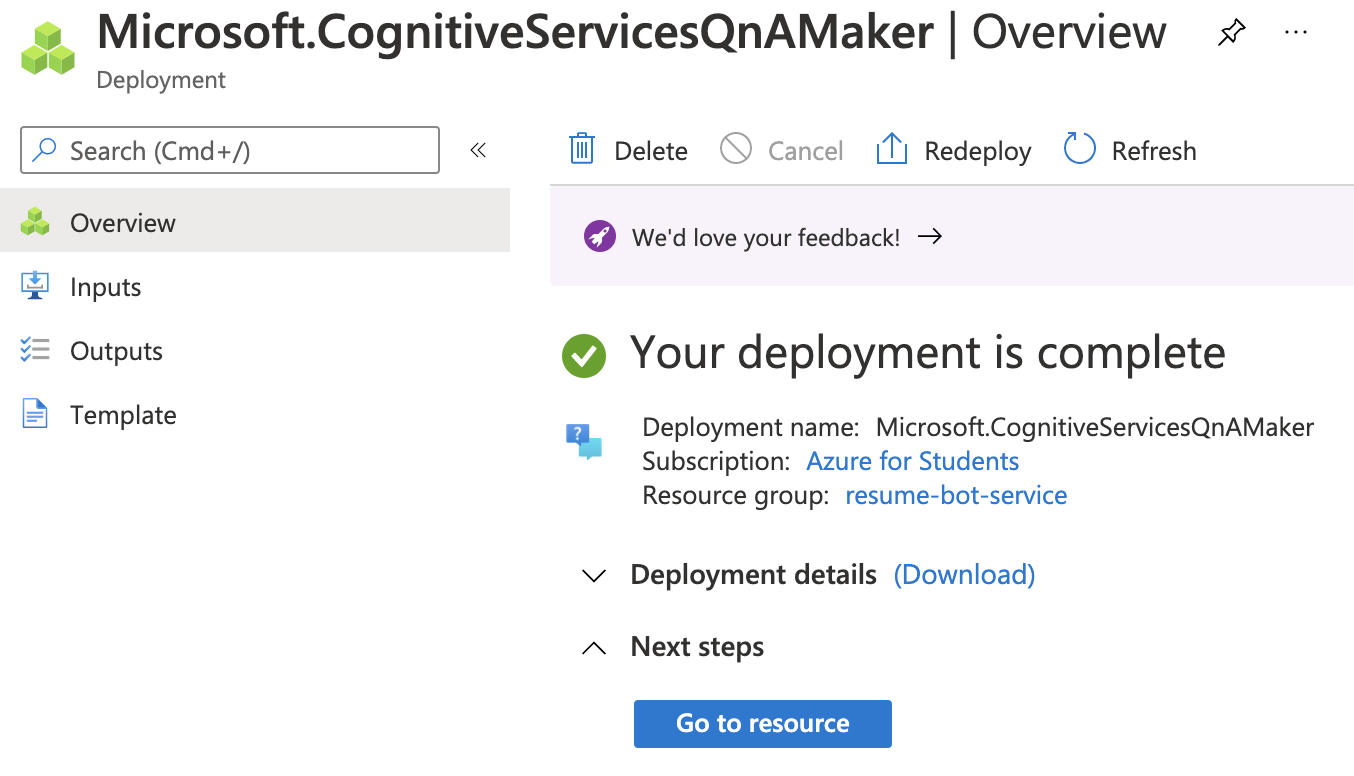 Microsoft.CognitiveServicesQnAMaker | Overview
Deployment
Search (Cmd+/)
Delete
Cancel
Redeploy
Refresh
Overview
Inputs
Outputs
Template
We'd love your feedback!
Your deployment is complete
?
Deployment name: Microsoft.CognitiveServicesQnAMaker
Subscription: Azure for Students
Resource group: resume-bot-service
Deployment details (Download)
Next steps
Go to resource